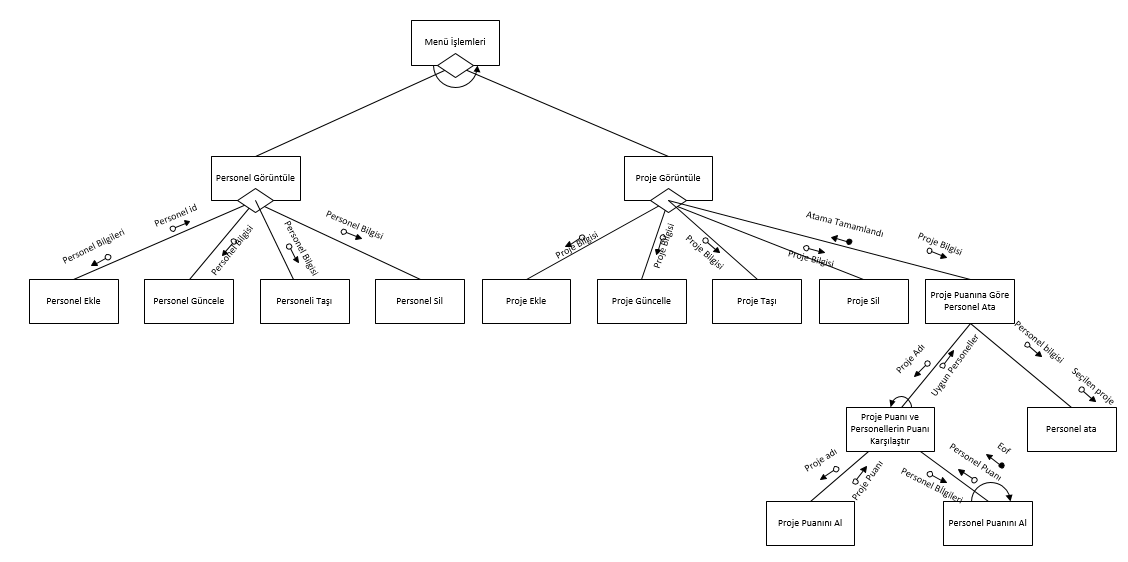 Menü İşlemleri
Personel Görüntüle
Proje Görüntüle
Personel Bilgileri
Personel id
Personel Bilgisi
Personel Bilgisi
Personel Bilgisi
Proje Bilgisi
Proje Bilgisi
Proje Bilgisi
Proje Bilgisi
Atama Tamamlandı
Proje Bilgisi
Personel Ekle
Personel Güncele
Personeli Taşı
Personel Sil
Proje Ekle
Proje Güncelle
Proje Taşı
Proje Sil
Proje Puanına Göre
Personel Ata
Proje Adı
Uygun Personeller
Personel bilgisi
Seçilen proje
Proje Puanı ve
Personellerin Puanı
Karşılaştır
Personel ata
Proje adı
Proje Puanı
Personel Bilgileri
Personel Puanı
Eof
Proje Puanını Al
Personel Puanını Al